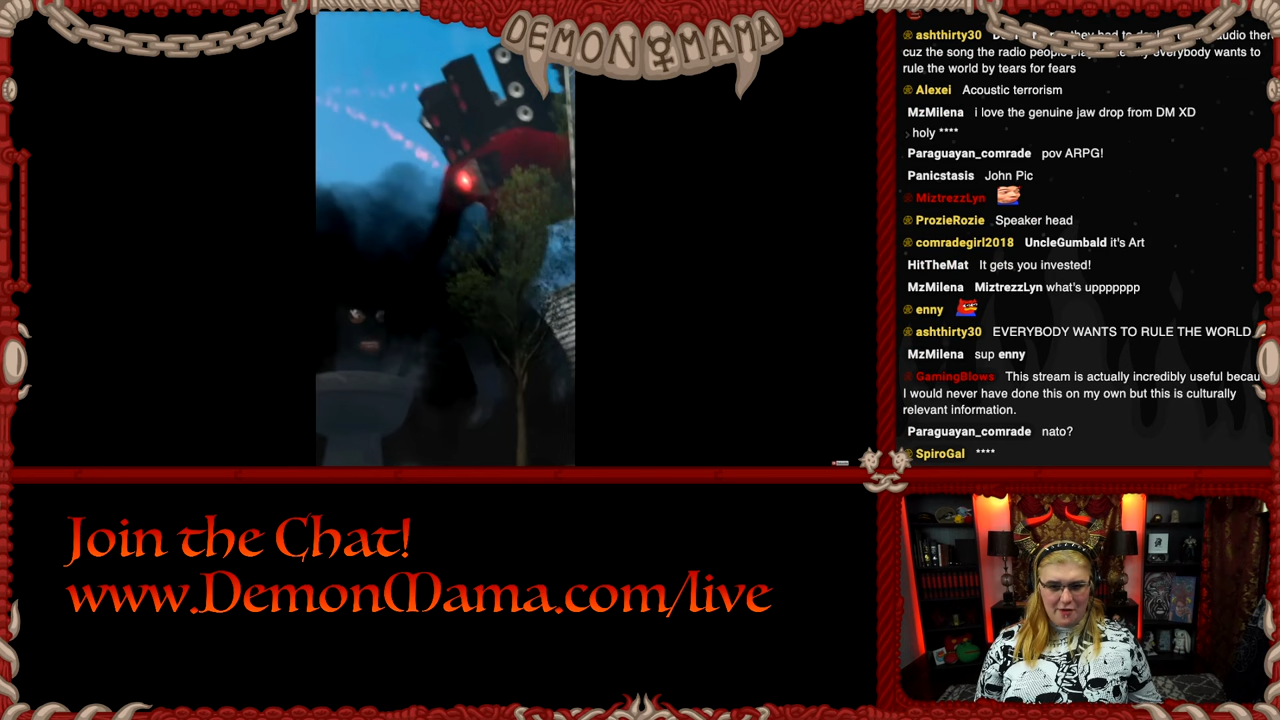 DEMON MAMA
ashthirty30
audio then
cuz the song the radio people everybody wants to
rule the world by tears for fears
Alexei Acoustic terrorism
MzMilena i love the genuine jaw drop from DM XD
holy ****
Paraguayan_comrade pov ARPG!
Panicstasis John Pic
MiztrezzLyn
ProzieRozie Speaker head
comradegirl2018 UncleGumbald it's Art
HitTheMat It gets you invested!
MzMilena MiztrezzLyn what's uppppppp
enny
ashthirty30 EVERYBODY WANTS TO RULE THE WORLD
MzMilena sup enny
GamingBlows This stream is actually incredibly useful becau
I would never have done this on my own but this is culturally
relevant information.
Paraguayan_comrade nato?
SpiroGal ****
Join the Chat!
www.DemonMama.com/live